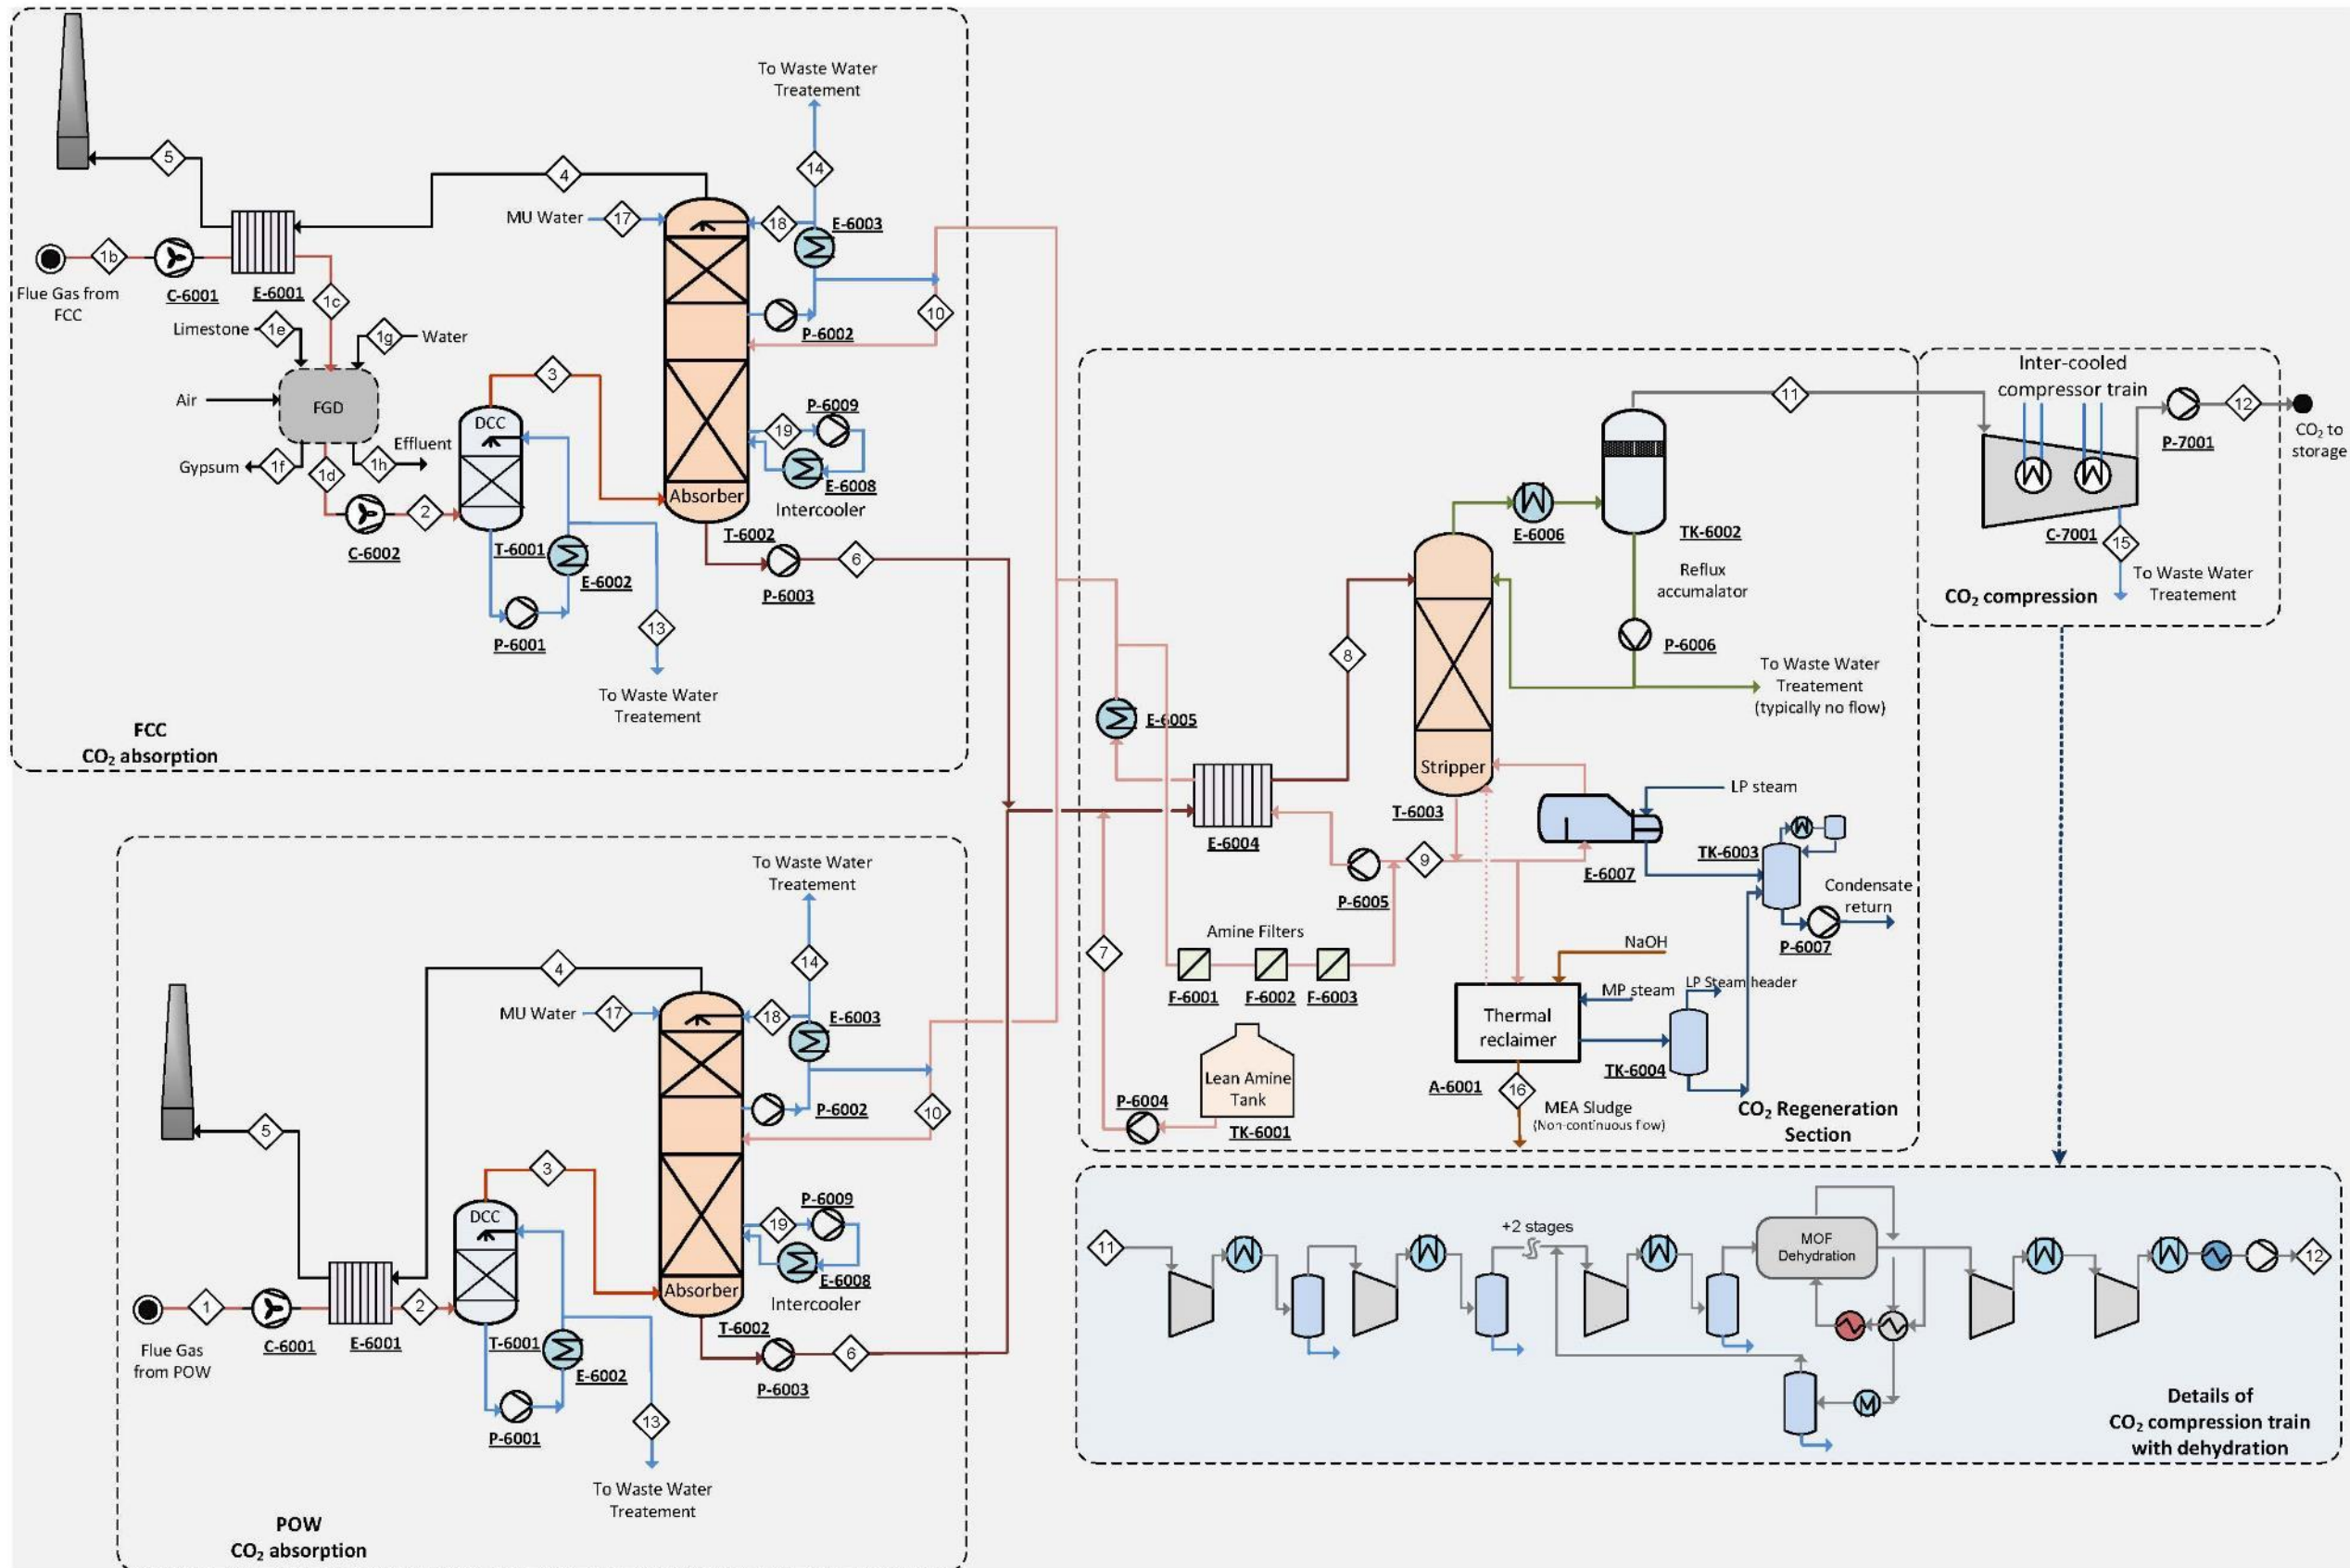 To Waste Water
Treatement
5
4
14
MU Water
17
18
E-6003
1b
Flue Gas from
FCC
C-6001
E-6001
1c
10
P-6002
Limestone
1e
1g
Water
Air
FGD
3
DCC
P-6009
19
E-6008
Intercooler
Effluent
Gypsum
1f
1d
1h
Absorber
2
C-6002
T-6001
E-6002
T-6002
P-6003
6
P-6001
13
To Waste Water
Treatement
FCC
CO₂ absorption
To Waste Water
Treatement
4
14
MU Water
17
18
E-6003
P-6002
10
5
3
DCC
P-6009
19
E-6008
Intercooler
Absorber
1
2
Flue Gas
from POW
C-6001
E-6001
T-6001
E-6002
T-6002
P-6003
6
P-6001
13
To Waste Water
Treatement
POW
CO₂ absorption
11
E-6006
TK-6002
Reflux
accumalator
P-6006
To Waste Water
Treatement
(typically no flow)
8
E-6005
Stripper
T-6003
E-6004
LP steam
TK-6003
E-6007
Condensate
return
P-6007
9
P-6005
Amine Filters
F-6001
F-6002
F-6003
7
NaOH
MP steam
LP Steam header
Thermal
reclaimer
TK-6004
A-6001
16
MEA Sludge
(Non-continuous flow)
Lean Amine
Tank
P-6004
TK-6001
CO₂ Regeneration
Section
Inter-cooled
compressor train
12
P-7001
CO₂ to
storage
C-7001
15
To Waste Water
Treatement
CO₂ compression
11
+2 stages
MOF
Dehydration
12
Details of
CO₂ compression train
with dehydration